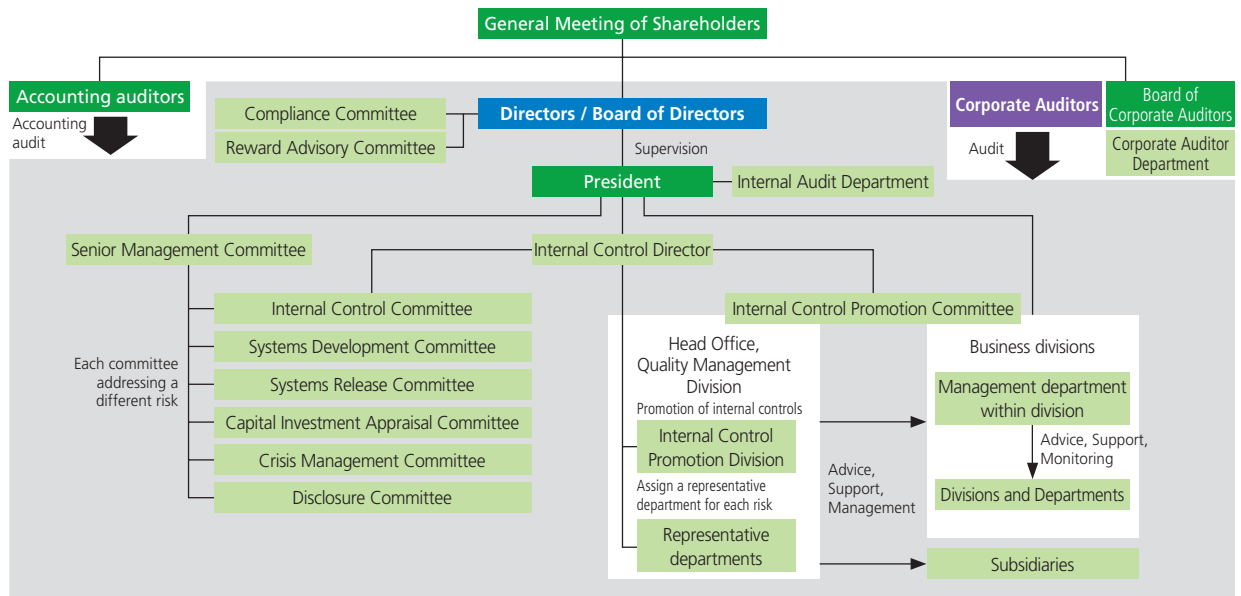 General Meeting of Shareholders
Accounting auditors
Accounting
audit
Compliance Committee
Reward Advisory Committee
Directors / Board of Directors
Supervision
Corporate Auditors
Audit
Board of
Corporate Auditors
Corporate Auditor
Department
President
Internal Audit Department
Senior Management Committee
Internal Control Director
Each committee
addressing a
different risk
Internal Control Committee
Systems Development Committee
Systems Release Committee
Capital Investment Appraisal Committee
Crisis Management Committee
Disclosure Committee
Internal Control Promotion Committee
Head Office,
Quality Management
Division
Promotion of internal controls
Internal Control
Promotion Division
Assign a representative
department for each risk
Representative
departments
Advice,
Support,
Management
Business divisions
Management department
within division
Advice, Support,
Monitoring
Divisions and Departments
Subsidiaries